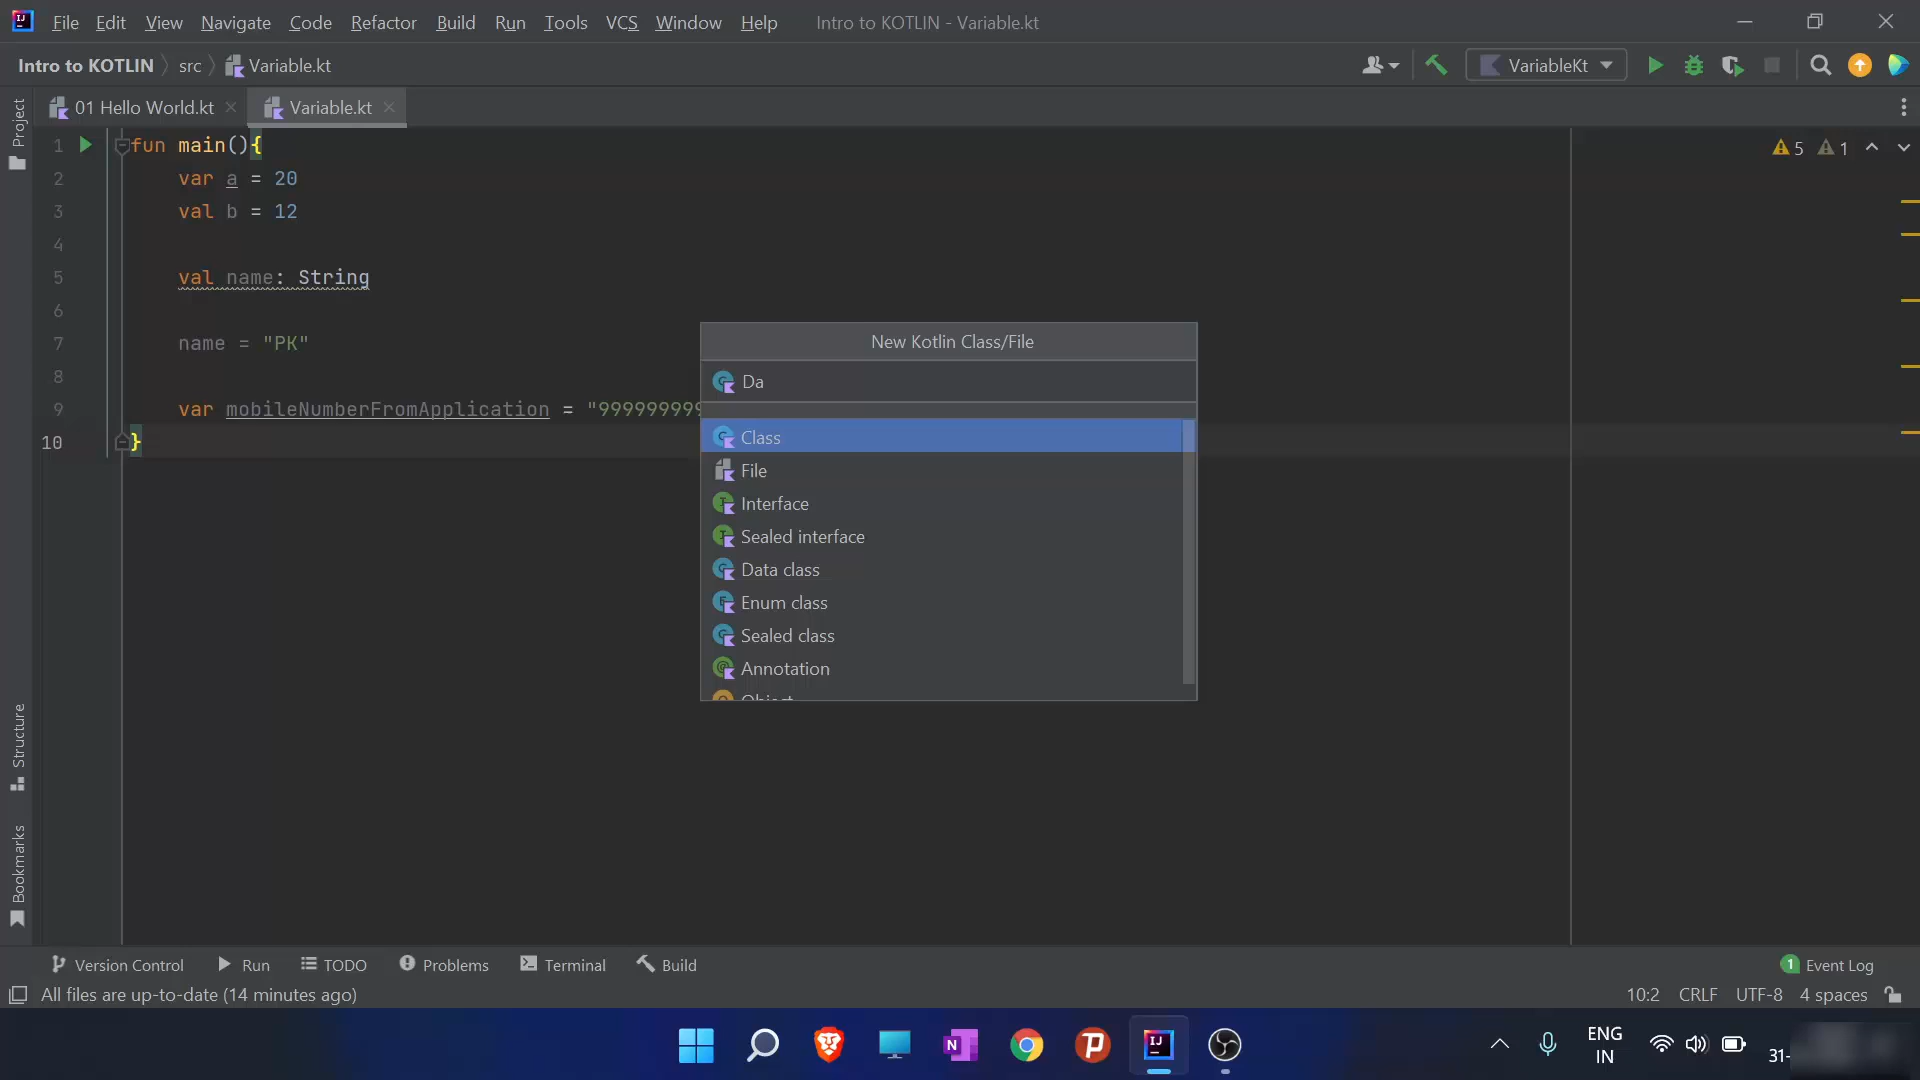 File Edit View Navigate Code Refactor Build Run Tools VCS Window Help Intro to KOTLIN - Variable.kt
Intro to KOTLIN src Variable.kt VariableKt
01 Hello World.kt Variable.kt
Project
1 fun main(){
2 var a = 20
3 val b = 12
4
5 val name: String
6
7 name = "PK"
8
9 var mobileNumberFromApplication = "999999999
10 }
5 1
New Kotlin Class/File
Da
Class
File
Interface
Sealed interface
Data class
Enum class
Sealed class
Annotation
Object
Structure
Bookmarks
Version Control Run TODO Problems Terminal Build 1 Event Log
All files are up-to-date (14 minutes ago) 10:2 CRLF UTF-8 4 spaces
ENG
IN
31-